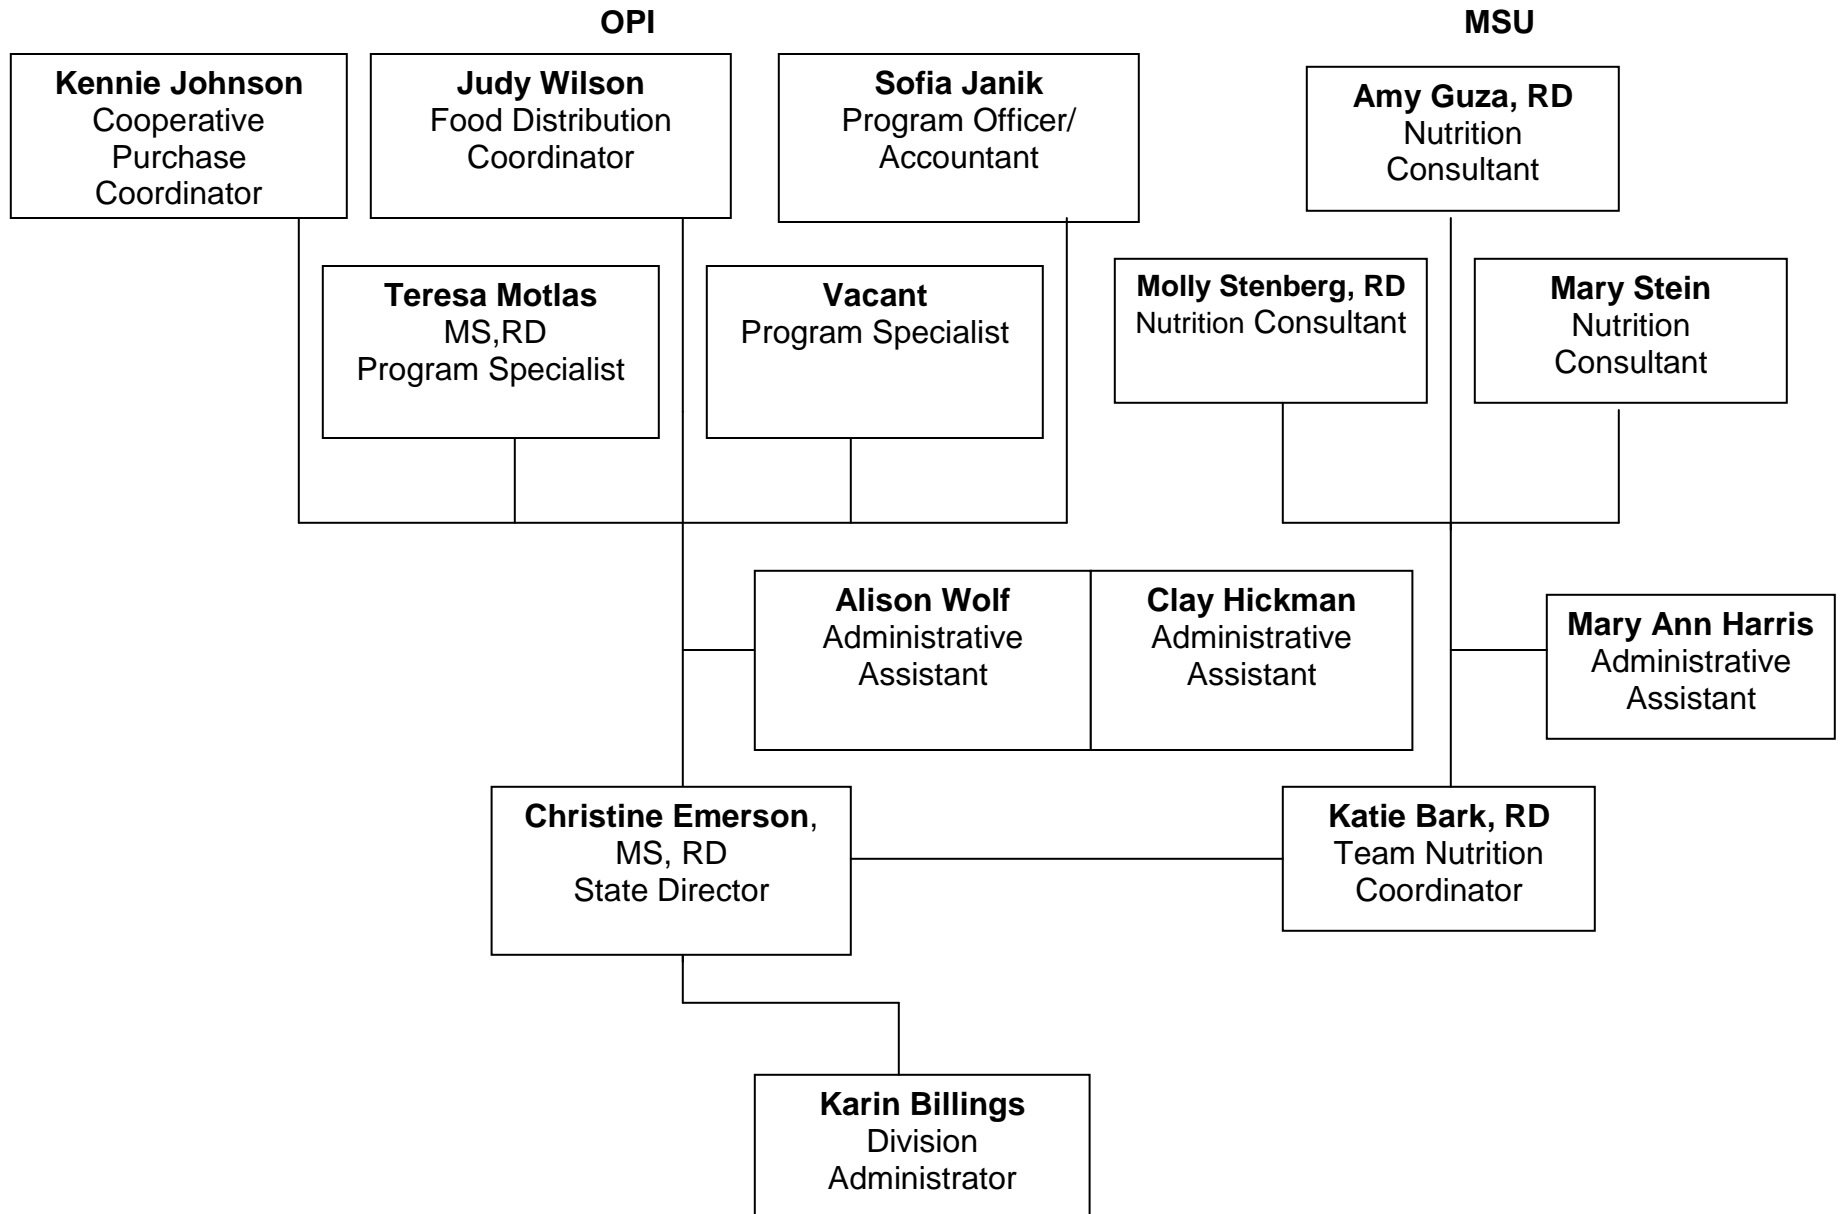 OPI
MSU
Kennie Johnson
Cooperative
Purchase
Coordinator
Judy Wilson
Food Distribution
Coordinator
Sofia Janik
Program Officer/
Accountant
Amy Guza, RD
Nutrition
Consultant
Teresa Motlas
MS,RD
Program Specialist
Vacant
Program Specialist
Molly Stenberg, RD
Nutrition Consultant
Mary Stein
Nutrition
Consultant
Alison Wolf
Administrative
Assistant
Clay Hickman
Administrative
Assistant
Mary Ann Harris
Administrative
Assistant
Christine Emerson,
MS, RD
State Director
Katie Bark, RD
Team Nutrition
Coordinator
Karin Billings
Division
Administrator